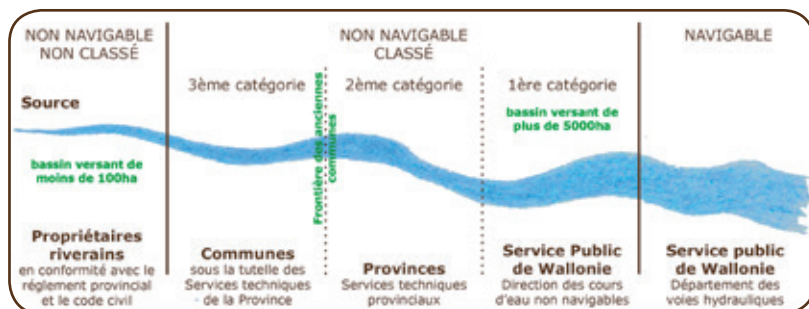 NON NAVIGABLE
NON CLASSÉ
NON NAVIGABLE
CLASSÉ
NAVIGABLE
3ème catégorie
2ème catégorie
1ère catégorie
Source
bassin versant de
plus de 5000ha
bassin versant de
moins de 100ha
Frontière des anciennes
communes
Propriétaires
riverains
en conformité avec le
réglement provincial
et le code civil
Communes
sous la tutelle des
Services techniques
de la Province
Provinces
Services techniques
provinciaux
Service Public
de Wallonie
Direction des cours
d'eau non navigables
Service public
de Wallonie
Département des
voies hydrauliques